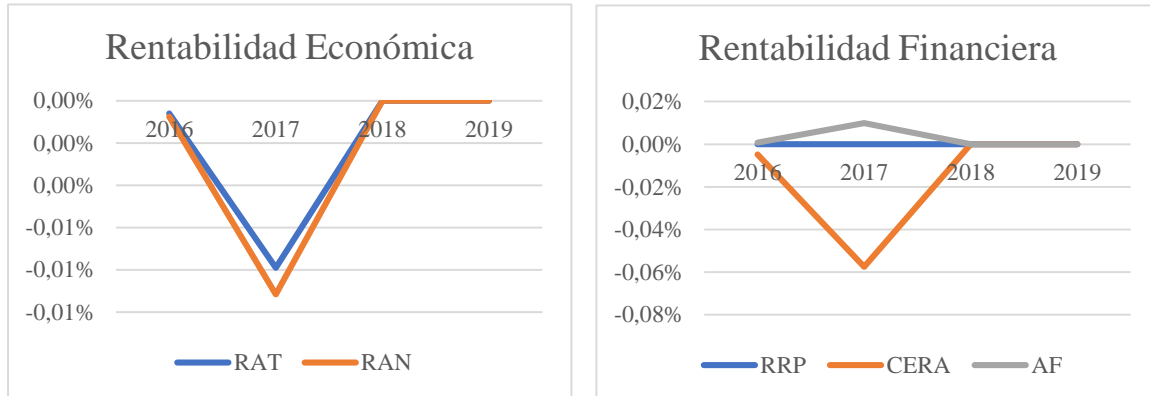 Rentabilidad Económica
0,00%
2016 2017 2018 2019
0,00%
0,00%
-0,01%
-0,01%
-0,01%
RAT RAN
Rentabilidad Financiera
0,02%
0,00%
2016 2017 2018 2019
-0,02%
-0,04%
-0,06%
-0,08%
RRP CERA AF